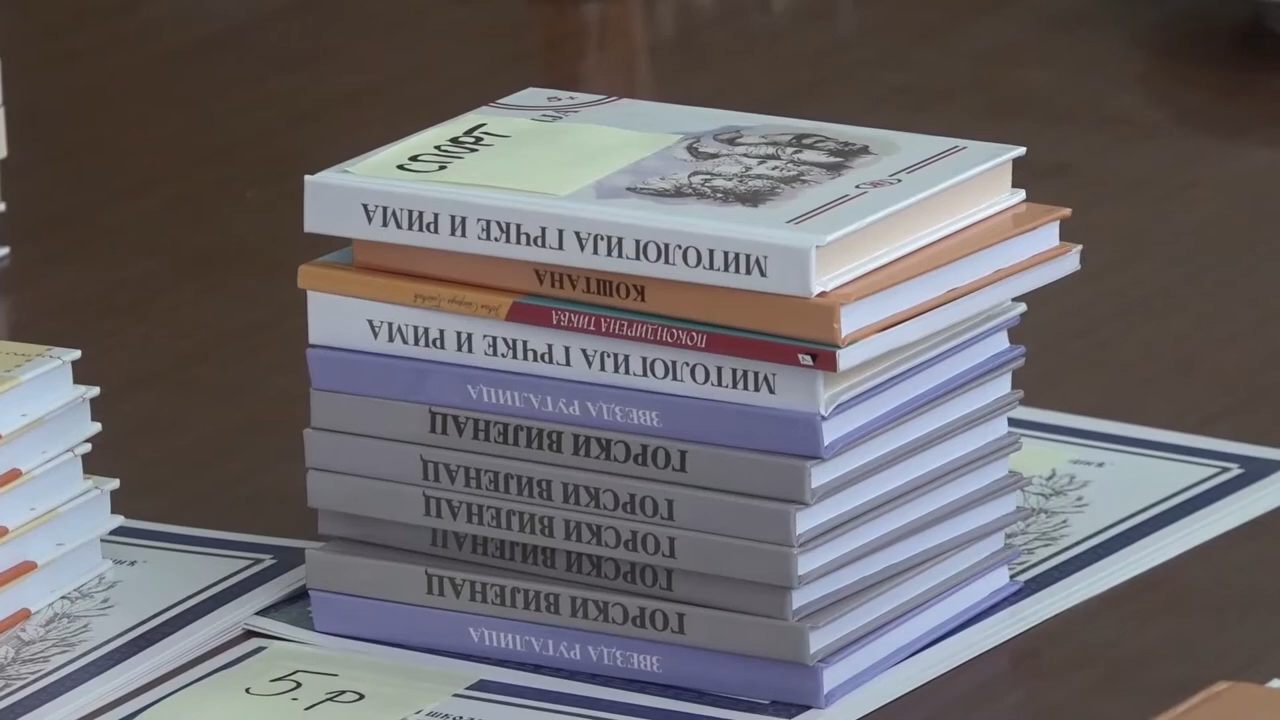 СПОРТ
МИТОЛОГИЈА ГРЧКЕ И РИМА
КОШТАНА
ПОКОНДИРЕНА ТИКВА
МИТОЛОГИЈА ГРЧКЕ И РИМА
ЗВЕЗДА РУГАЛИЦА
ГОРСКИ ВИЈЕНАЦ
ГОРСКИ ВИЈЕНАЦ
ГОРСКИ ВИЈЕНАЦ
ГОРСКИ ВИЈЕНАЦ
ГОРСКИ ВИЈЕНАЦ
ЗВЕЗДА РУГАЛИЦА
5.Р